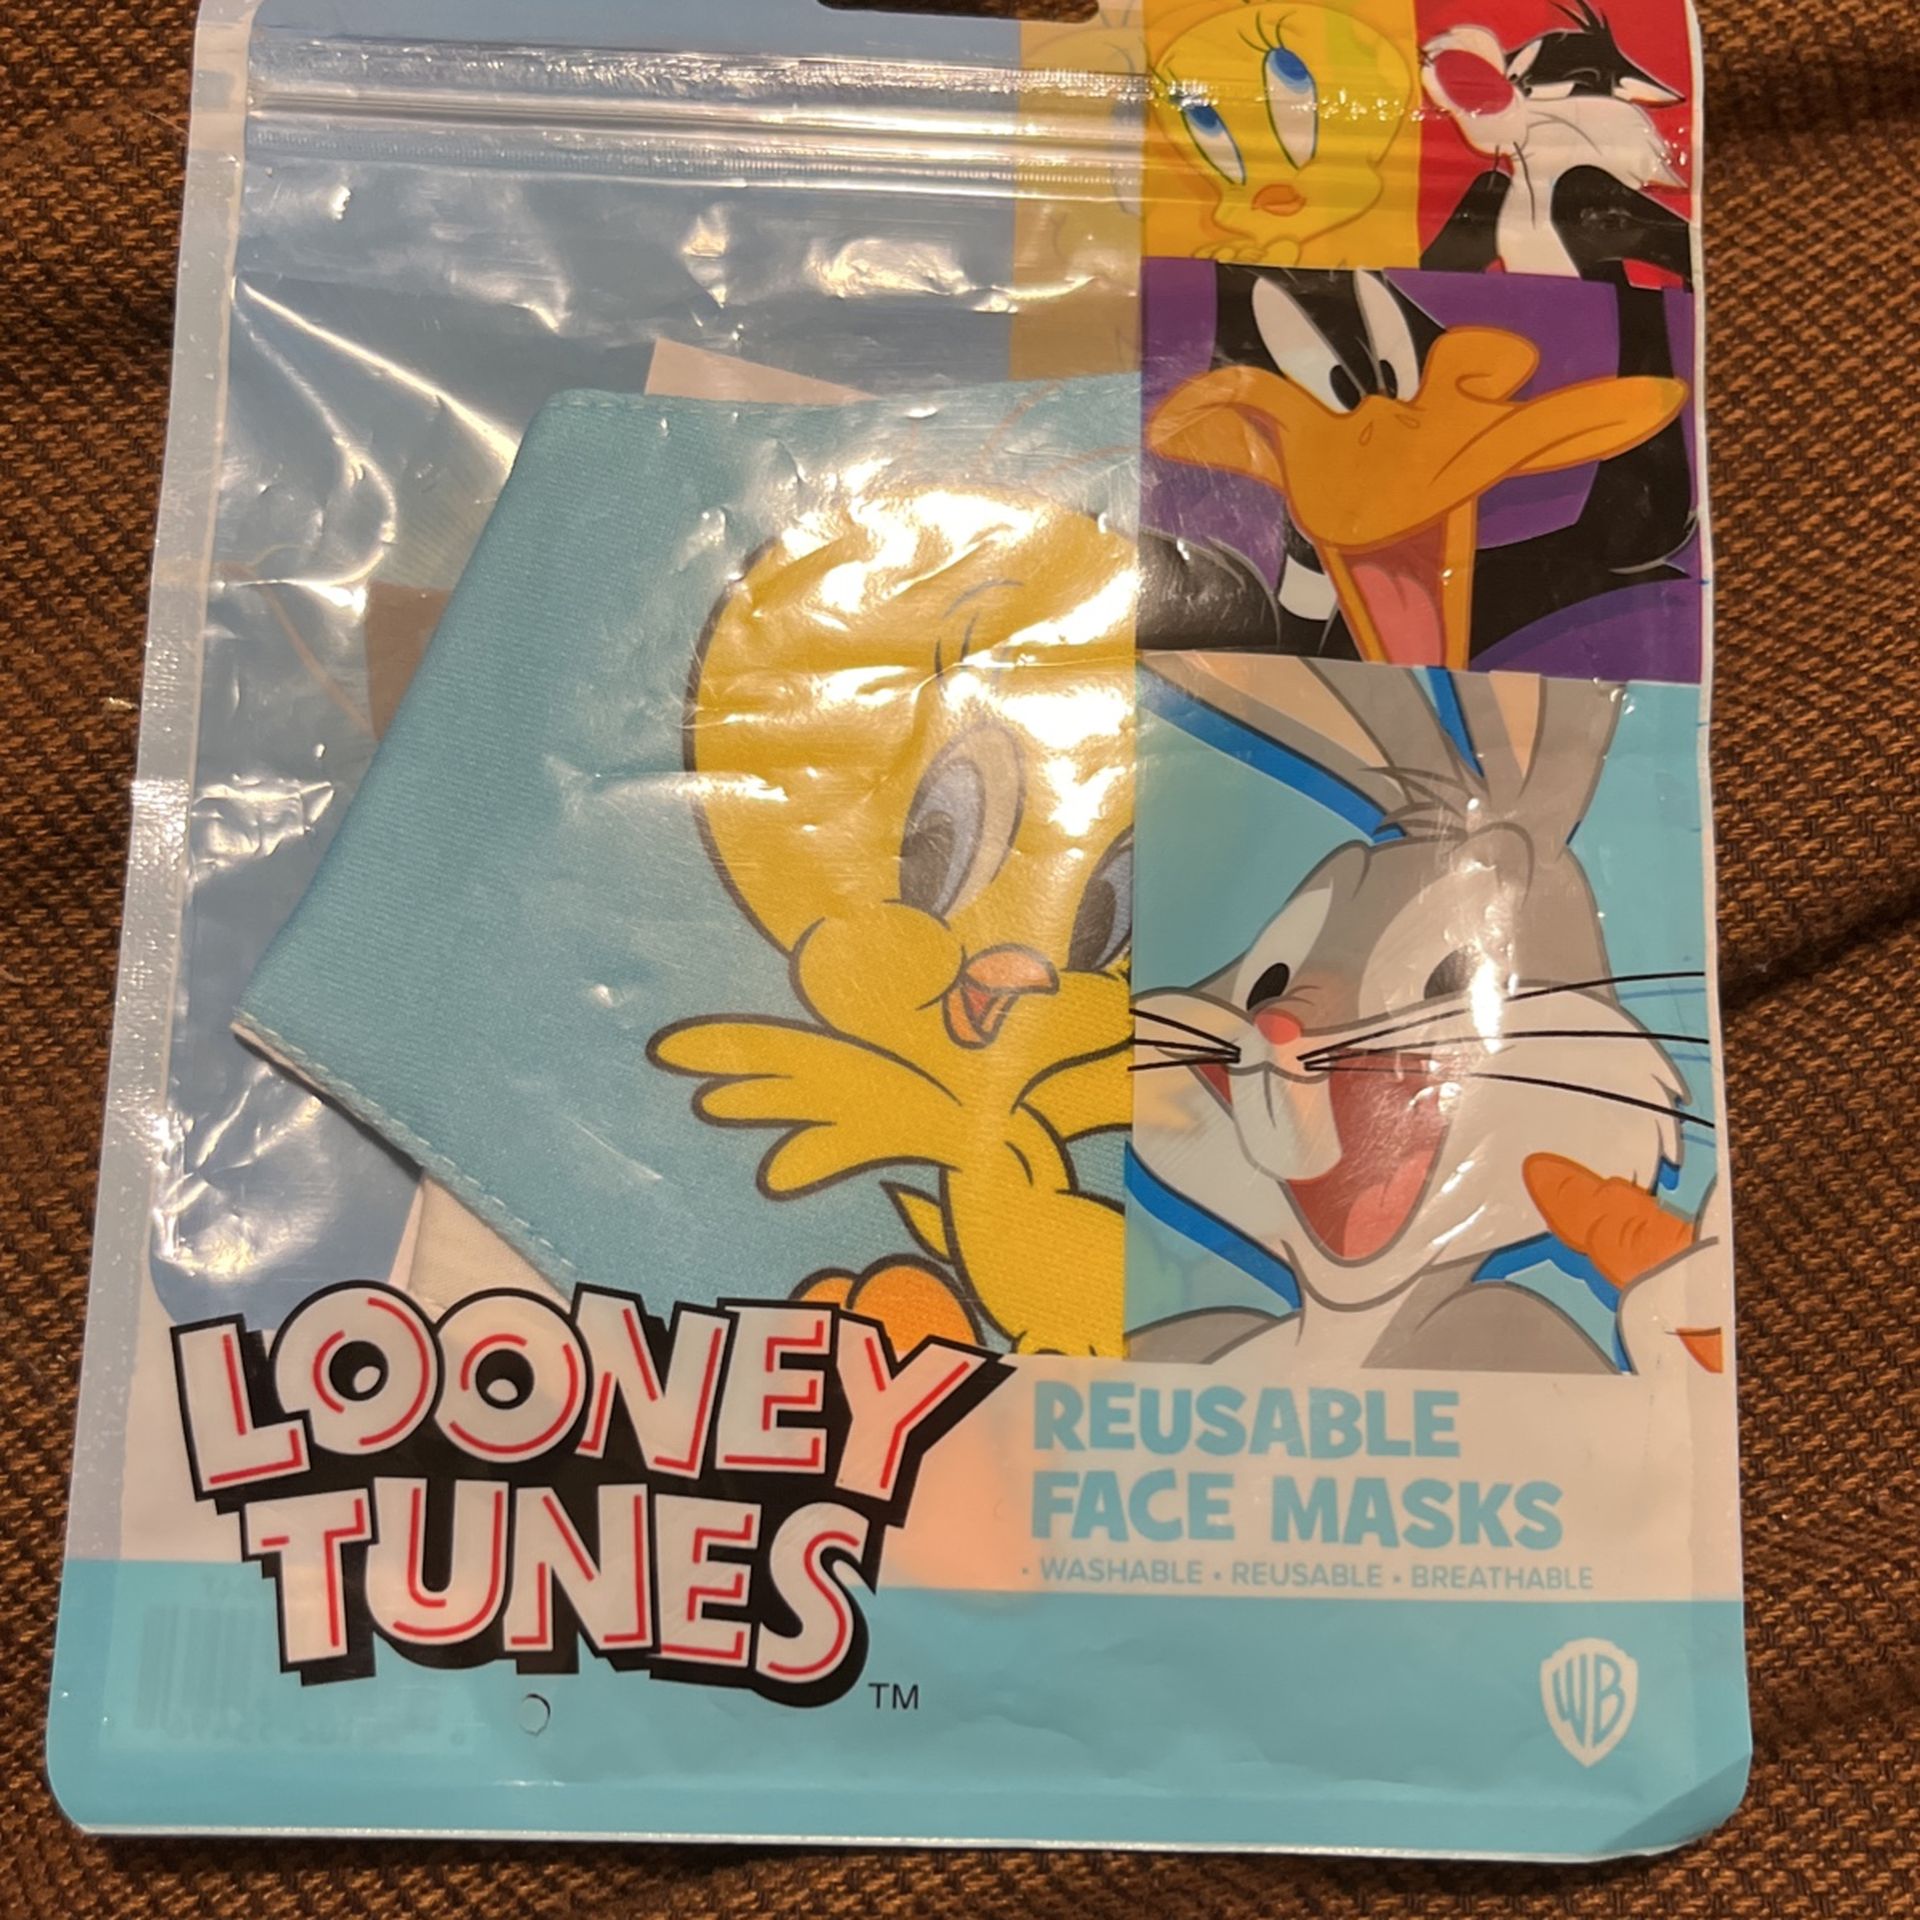 LOONEY
TUNES
TM
REUSABLE
FACE MASKS
• WASHABLE • REUSABLE • BREATHABLE
WB